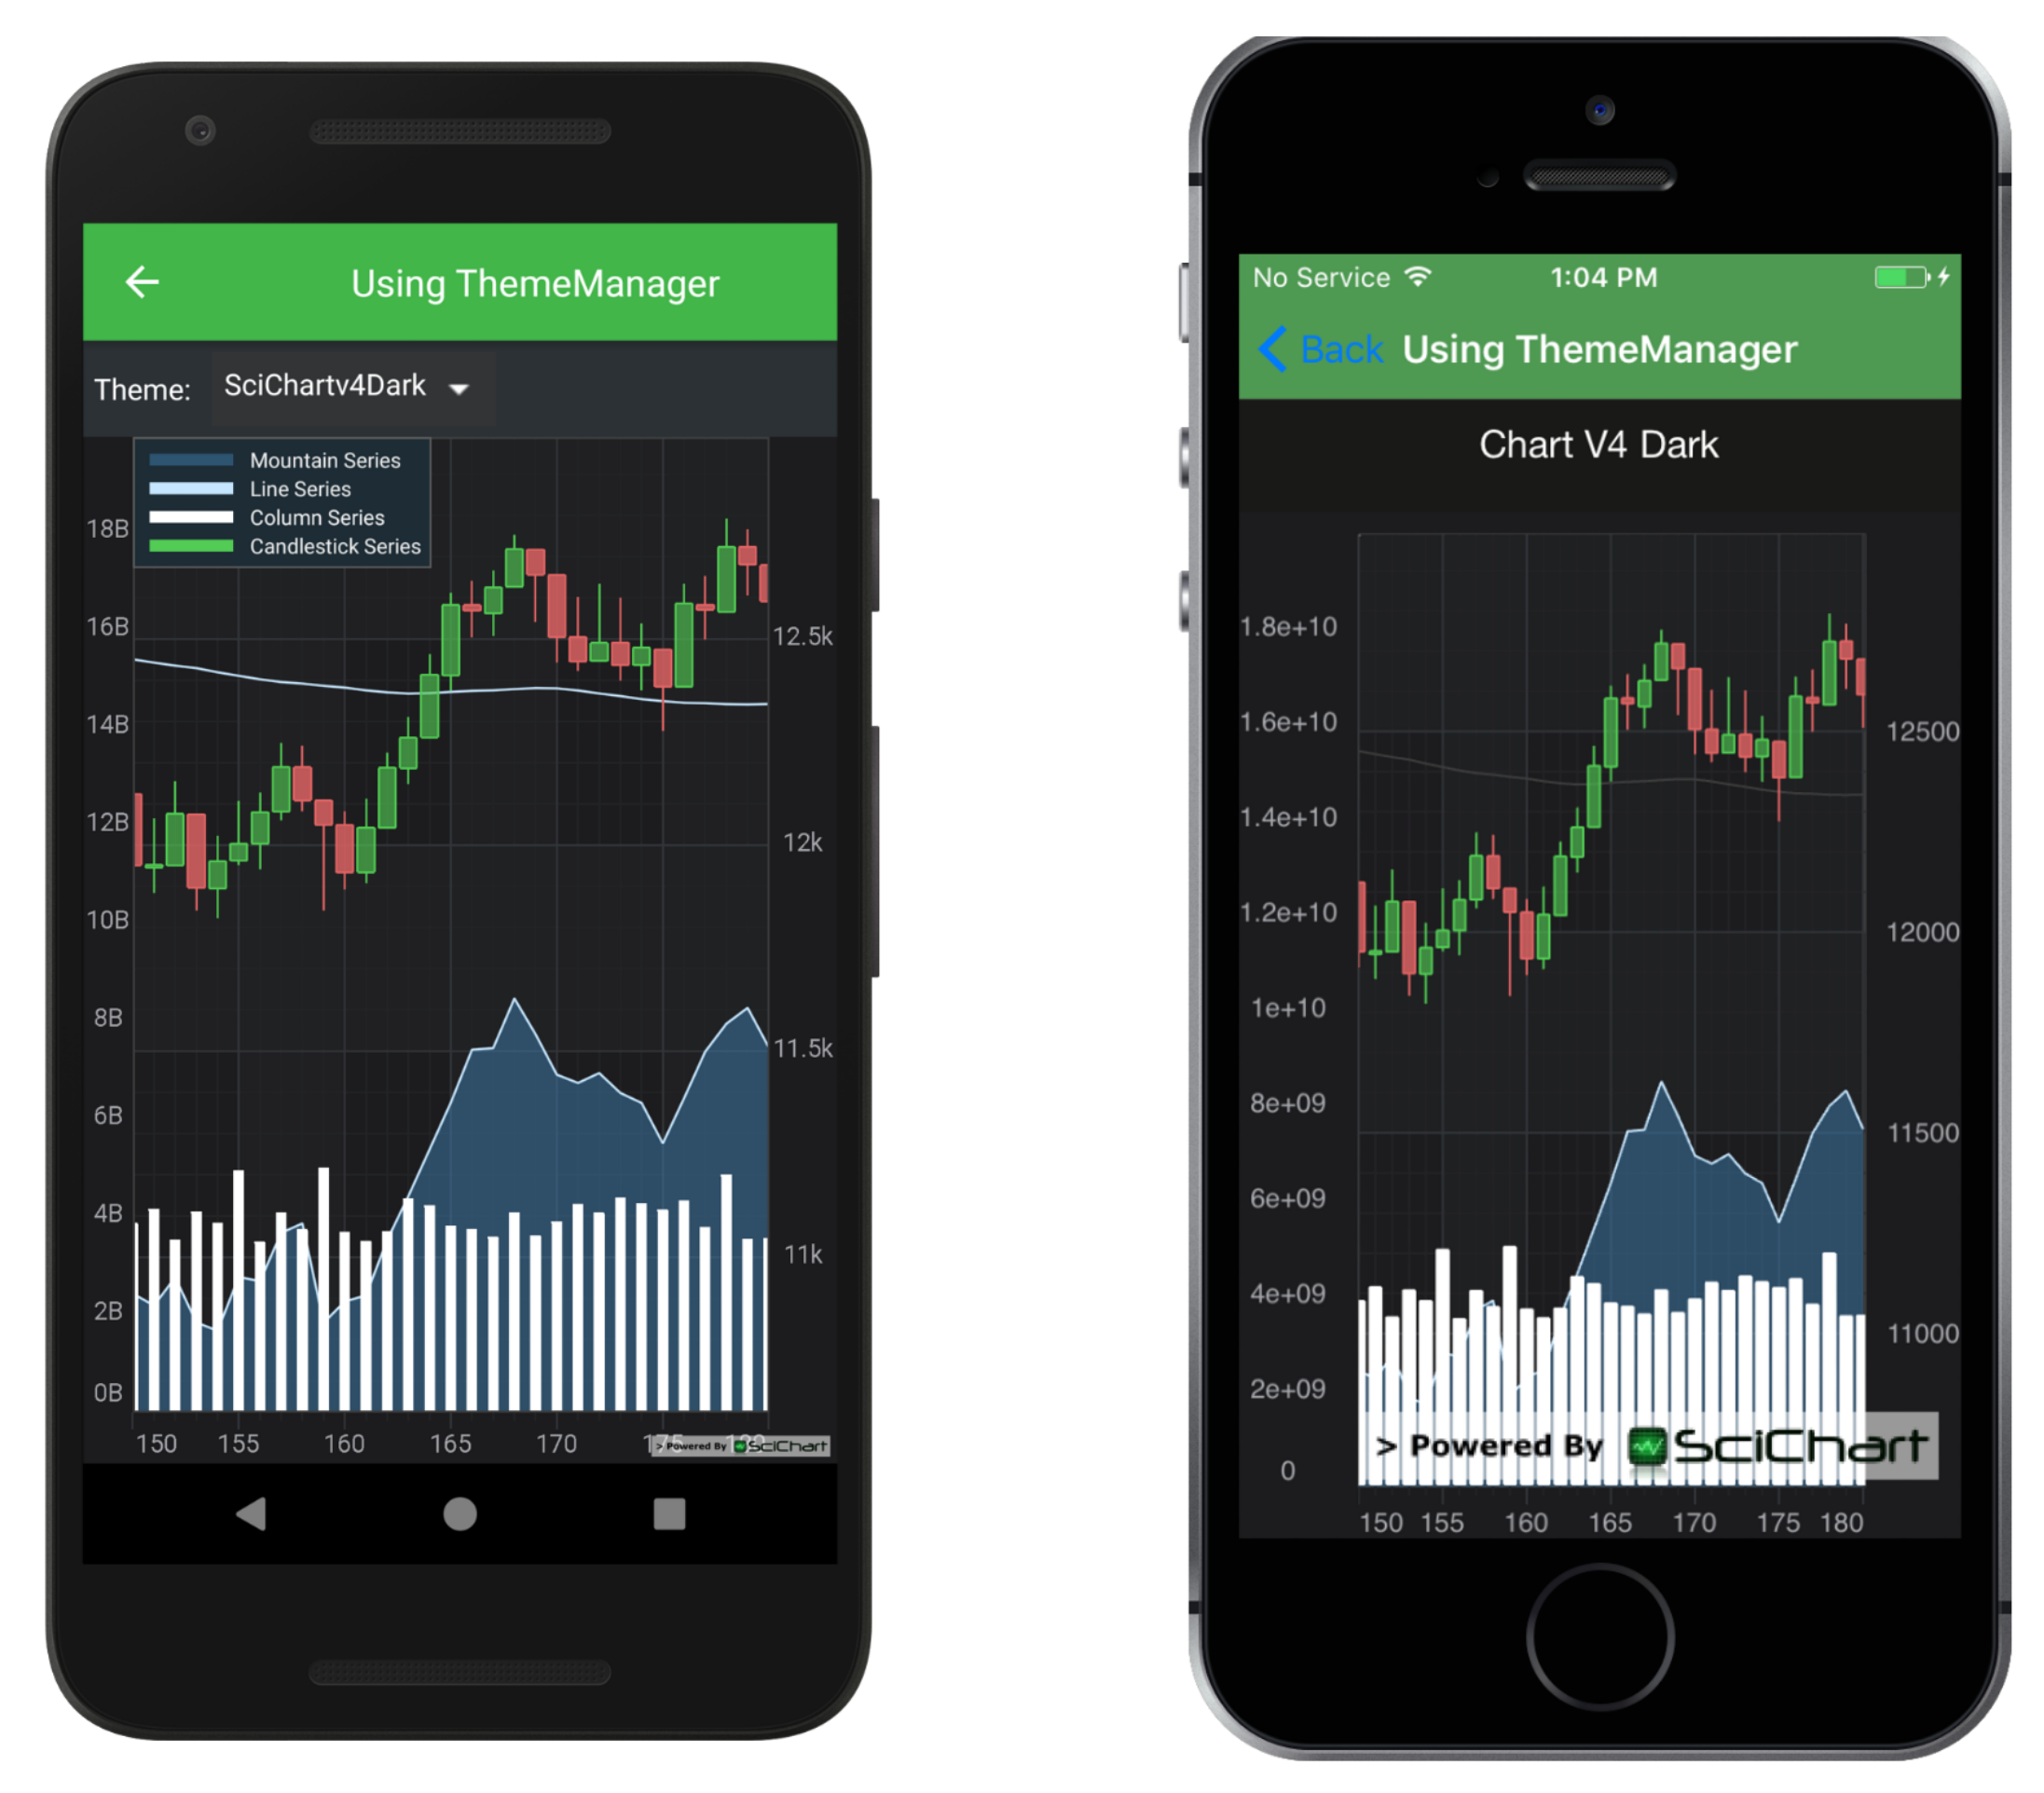 Using ThemeManager
Theme: SciChartv4Dark
Mountain Series
Line Series
Column Series
Candlestick Series
18B
16B
14B
12B
10B
8B
6B
4B
2B
0B
12.5k
12k
11.5k
11k
150 155 160 165 170 175 180
> Powered By SciChart
No Service 1:04 PM
Back Using ThemeManager
Chart V4 Dark
1.8e+10
1.6e+10
1.4e+10
1.2e+10
1e+10
8e+09
6e+09
4e+09
2e+09
0
12500
12000
11500
11000
> Powered By SciChart
150 155 160 165 170 175 180